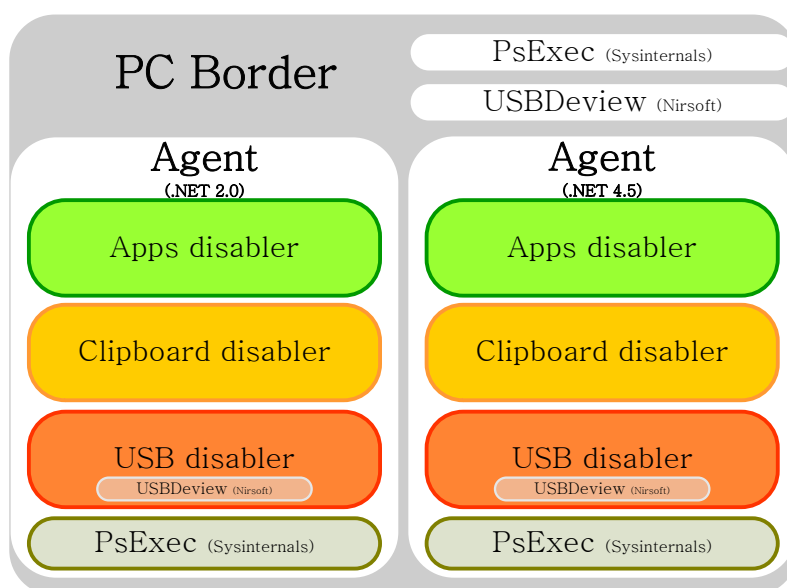 PC Border
PsExec (Sysinternals)
USBDeview (Nirsoft)
Agent
(.NET 2.0)
Apps disabler
Clipboard disabler
USB disabler
USBDeview (Nirsoft)
PsExec (Sysinternals)
Agent
(.NET 4.5)
Apps disabler
Clipboard disabler
USB disabler
USBDeview (Nirsoft)
PsExec (Sysinternals)